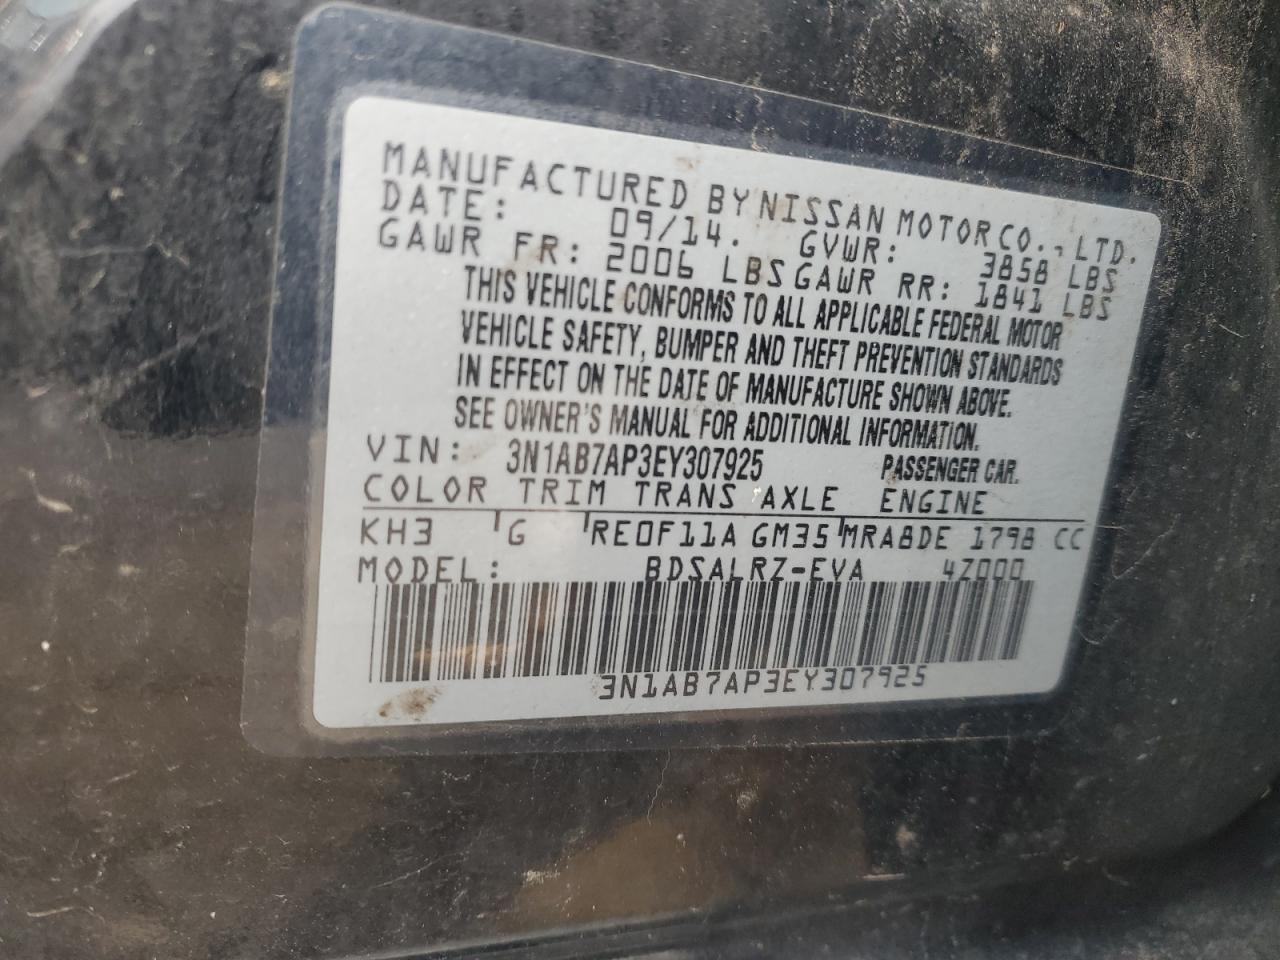 MANUFACTURED BY NISSAN MOTOR CO., LTD.
DATE: 09/14. GVWR: 3858 LBS
GAWR FR: 2006 LBS GAWR RR: 1841 LBS
THIS VEHICLE CONFORMS TO ALL APPLICABLE FEDERAL MOTOR
VEHICLE SAFETY, BUMPER AND THEFT PREVENTION STANDARDS
IN EFFECT ON THE DATE OF MANUFACTURE SHOWN ABOVE.
SEE OWNER'S MANUAL FOR ADDITIONAL INFORMATION.
VIN: 3N1AB7AP3EY307925 PASSENGER CAR.
COLOR TRIM TRANS AXLE ENGINE
KH3 G RE0F11A GM35 MRA8DE 1798 CC
MODEL: BDSALRZ-EVA 4Z000
3N1AB7AP3EY307925